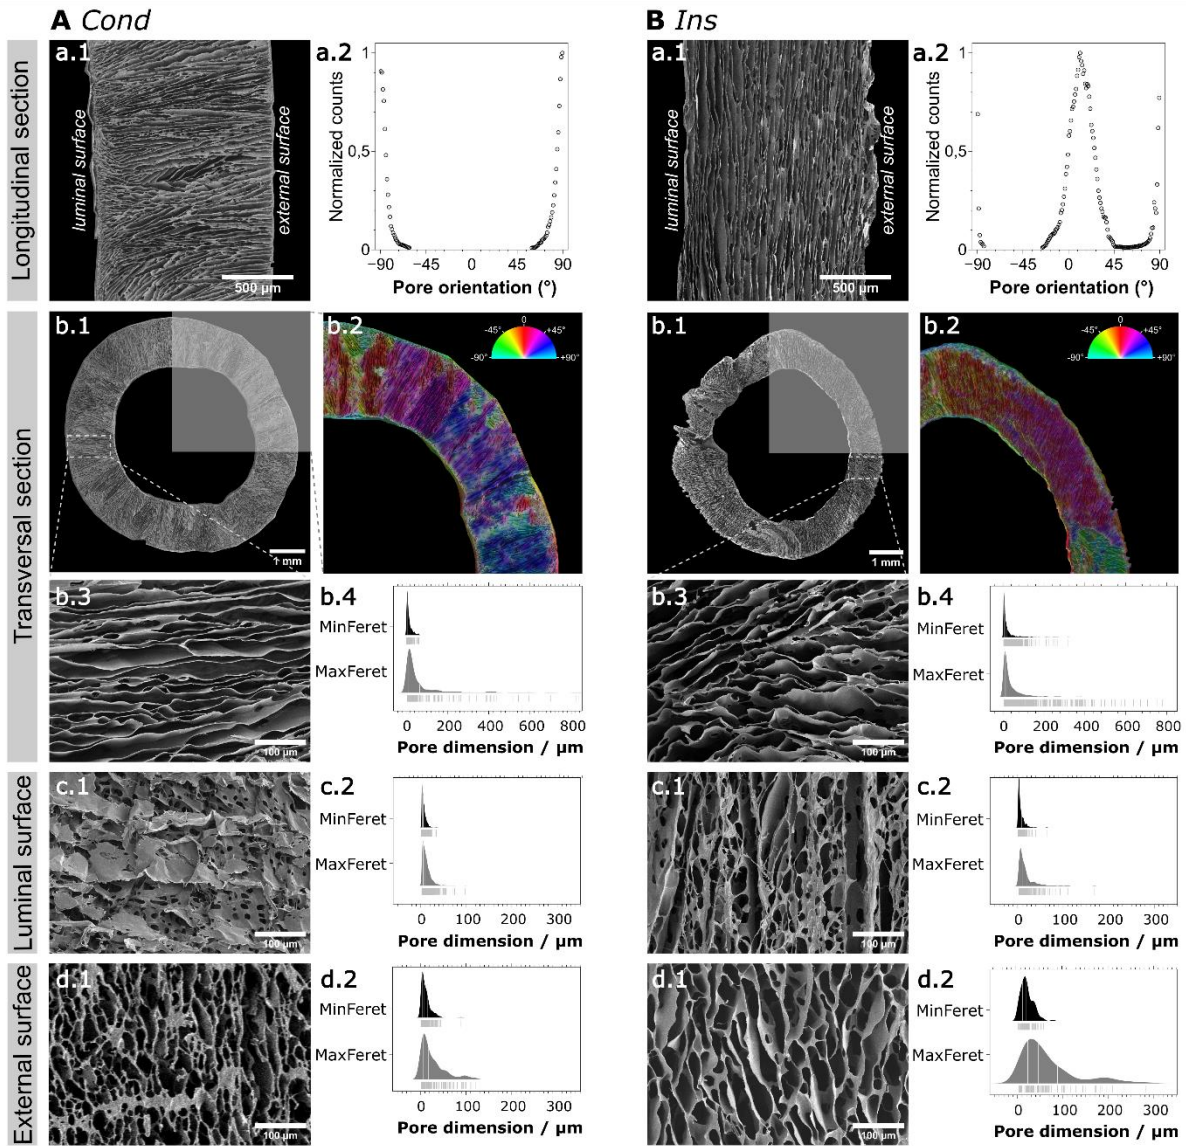 A Cond
B Ins
Longitudinal section
a.1
luminal surface
external surface
500 µm
a.2
Normalized counts
1
0,5
0
−90 −45 0 45 90
Pore orientation (°)
a.1
luminal surface
external surface
500 µm
a.2
Normalized counts
1
0,5
0
−90 −45 0 45 90
Pore orientation (°)
Transversal section
b.1
1 mm
b.2
0
-45° +45°
-90° +90°
b.1
1 mm
b.2
0
-45° +45°
-90° +90°
b.3
100 µm
b.4
MinFeret
MaxFeret
0 200 400 600 800
Pore dimension / µm
b.3
100 µm
b.4
MinFeret
MaxFeret
0 200 400 600 800
Pore dimension / µm
Luminal surface
c.1
100 µm
c.2
MinFeret
MaxFeret
0 100 200 300
Pore dimension / µm
c.1
100 µm
c.2
MinFeret
MaxFeret
0 100 200 300
Pore dimension / µm
External surface
d.1
100 µm
d.2
MinFeret
MaxFeret
0 100 200 300
Pore dimension / µm
d.1
100 µm
d.2
MinFeret
MaxFeret
0 100 200 300
Pore dimension / µm